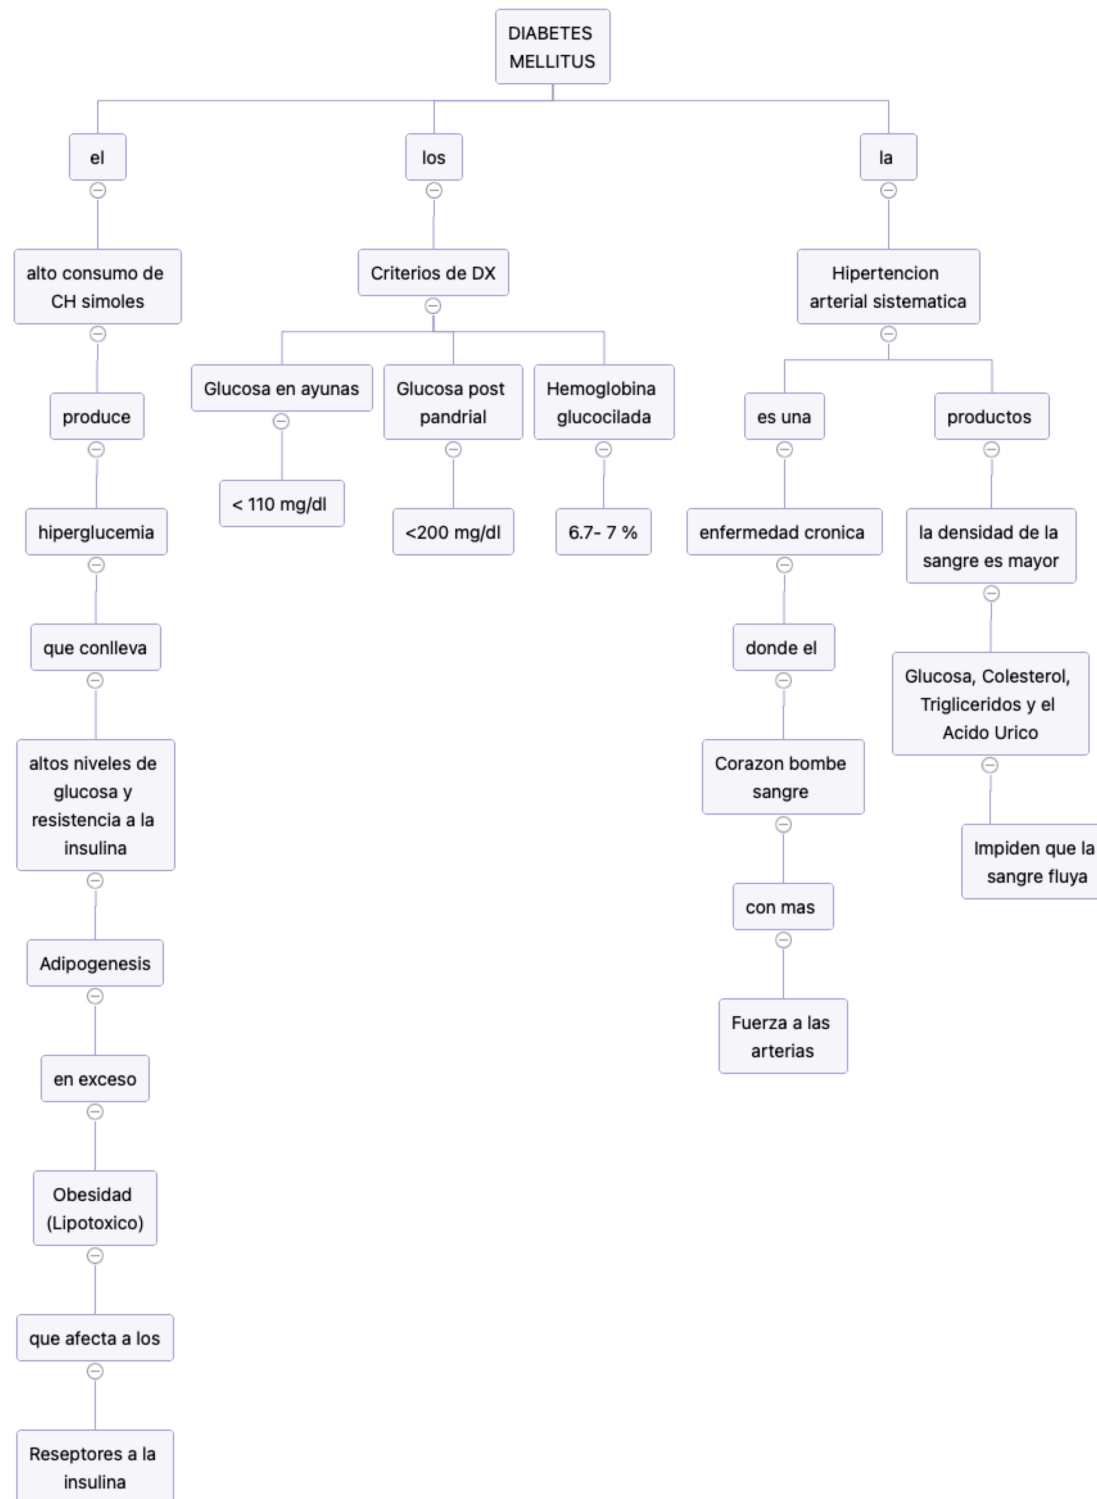 DIABETES
MELLITUS
el
los
la
alto consumo de
CH simoles
Criterios de DX
Hipertencion
arterial sistematica
Glucosa en ayunas
Glucosa post
pandrial
Hemoglobina
glucocilada
produce
es una
productos
< 110 mg/dl
<200 mg/dl
6.7- 7 %
hiperglucemia
enfermedad cronica
la densidad de la
sangre es mayor
que conlleva
donde el
Glucosa, Colesterol,
Trigliceridos y el
Acido Urico
altos niveles de
glucosa y
resistencia a la
insulina
Corazon bombe
sangre
Impiden que la
sangre fluya
con mas
Adipogenesis
Fuerza a las
arterias
en exceso
Obesidad
(Lipotoxico)
que afecta a los
Reseptores a la
insulina